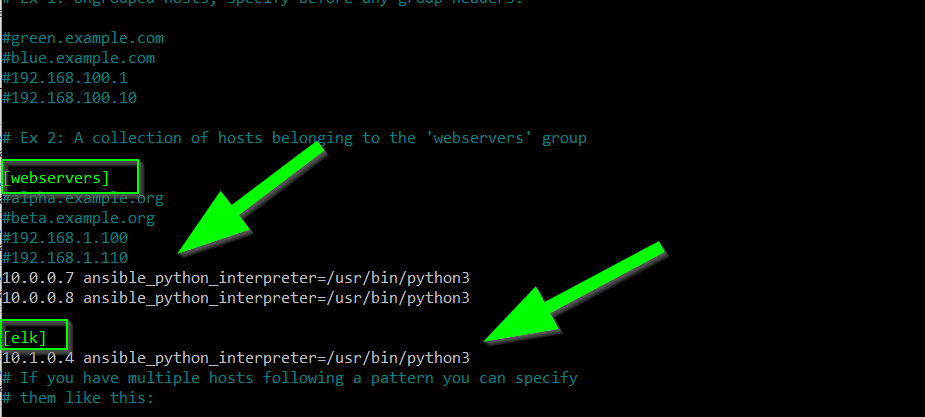 # Ex 1: Ungrouped hosts, specify before any group headers.
#green.example.com
#blue.example.com
#192.168.100.1
#192.168.100.10
# Ex 2: A collection of hosts belonging to the 'webservers' group
[webservers]
#alpha.example.org
#beta.example.org
#192.168.1.100
#192.168.1.110
10.0.0.7 ansible_python_interpreter=/usr/bin/python3
10.0.0.8 ansible_python_interpreter=/usr/bin/python3
[elk]
10.1.0.4 ansible_python_interpreter=/usr/bin/python3
# If you have multiple hosts following a pattern you can specify
# them like this: